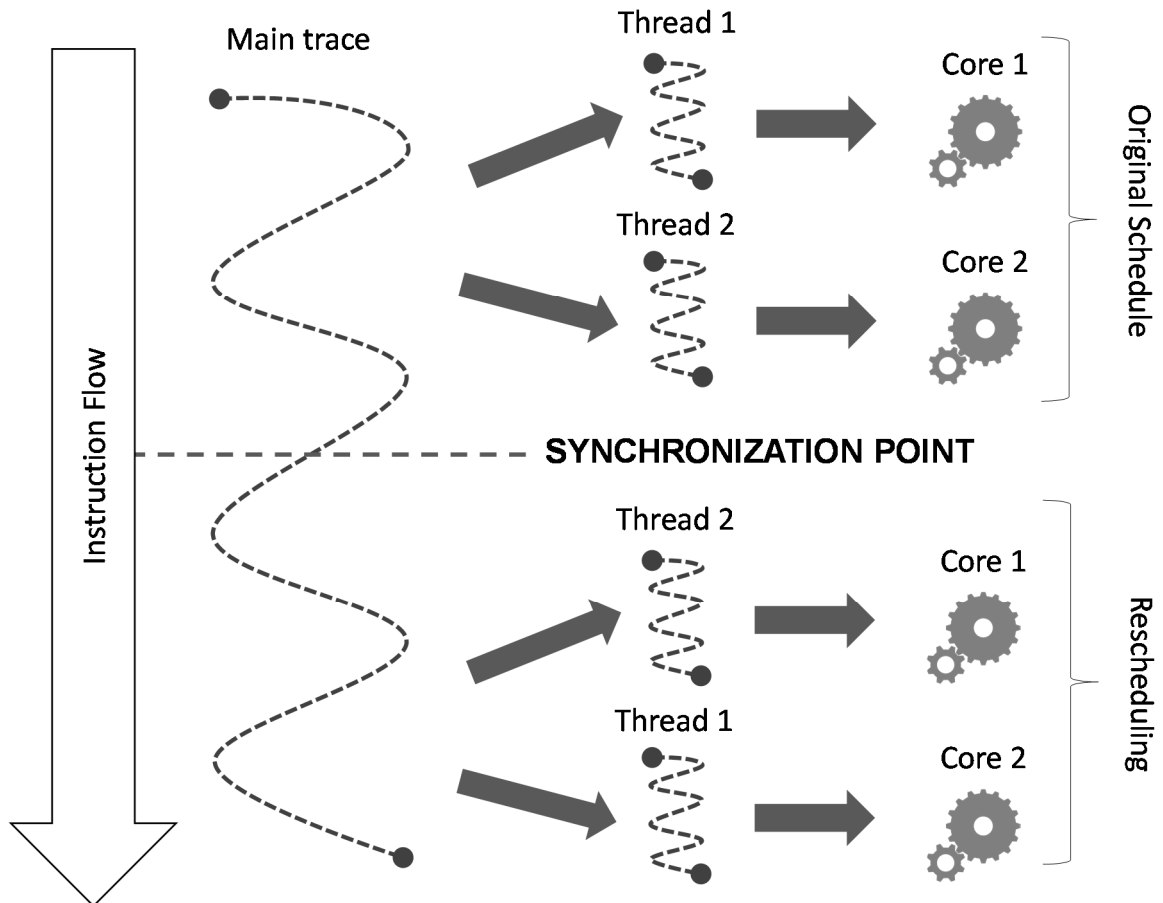 Main trace
Thread 1
Core 1
Thread 2
Core 2
Original Schedule
Instruction Flow
SYNCHRONIZATION POINT
Thread 2
Core 1
Thread 1
Core 2
Rescheduling